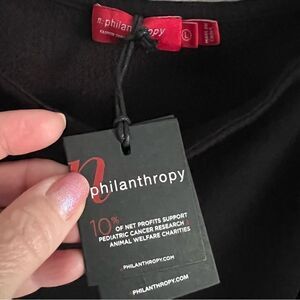 n:philanthropy
L
n
philanthropy
10%
OF NET PROFITS SUPPORT
PEDIATRIC CANCER RESEARCH &
ANIMAL WELFARE CHARITIES
PHILANTHROPY.COM
PHILANTHROPY.COM